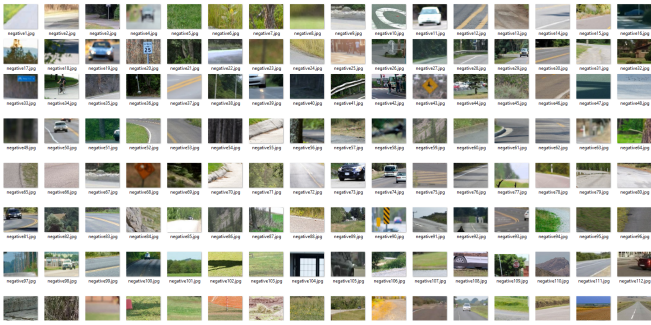 negative1.jpg negative2.jpg negative3.jpg negative4.jpg negative5.jpg negative6.jpg negative7.jpg negative8.jpg negative9.jpg negative10.jpg negative11.jpg negative12.jpg negative13.jpg negative14.jpg negative15.jpg negative16.jpg
25
negative17.jpg negative18.jpg negative19.jpg negative20.jpg negative21.jpg negative22.jpg negative23.jpg negative24.jpg negative25.jpg negative26.jpg negative27.jpg negative28.jpg negative29.jpg negative30.jpg negative31.jpg negative32.jpg
negative33.jpg negative34.jpg negative35.jpg negative36.jpg negative37.jpg negative38.jpg negative39.jpg negative40.jpg negative41.jpg negative42.jpg negative43.jpg negative44.jpg negative45.jpg negative46.jpg negative47.jpg negative48.jpg
negative49.jpg negative50.jpg negative51.jpg negative52.jpg negative53.jpg negative54.jpg negative55.jpg negative56.jpg negative57.jpg negative58.jpg negative59.jpg negative60.jpg negative61.jpg negative62.jpg negative63.jpg negative64.jpg
negative65.jpg negative66.jpg negative67.jpg negative68.jpg negative69.jpg negative70.jpg negative71.jpg negative72.jpg negative73.jpg negative74.jpg negative75.jpg negative76.jpg negative77.jpg negative78.jpg negative79.jpg negative80.jpg
negative81.jpg negative82.jpg negative83.jpg negative84.jpg negative85.jpg negative86.jpg negative87.jpg negative88.jpg negative89.jpg negative90.jpg negative91.jpg negative92.jpg negative93.jpg negative94.jpg negative95.jpg negative96.jpg
negative97.jpg negative98.jpg negative99.jpg negative100.jpg negative101.jpg negative102.jpg negative103.jpg negative104.jpg negative105.jpg negative106.jpg negative107.jpg negative108.jpg negative109.jpg negative110.jpg negative111.jpg negative112.jpg